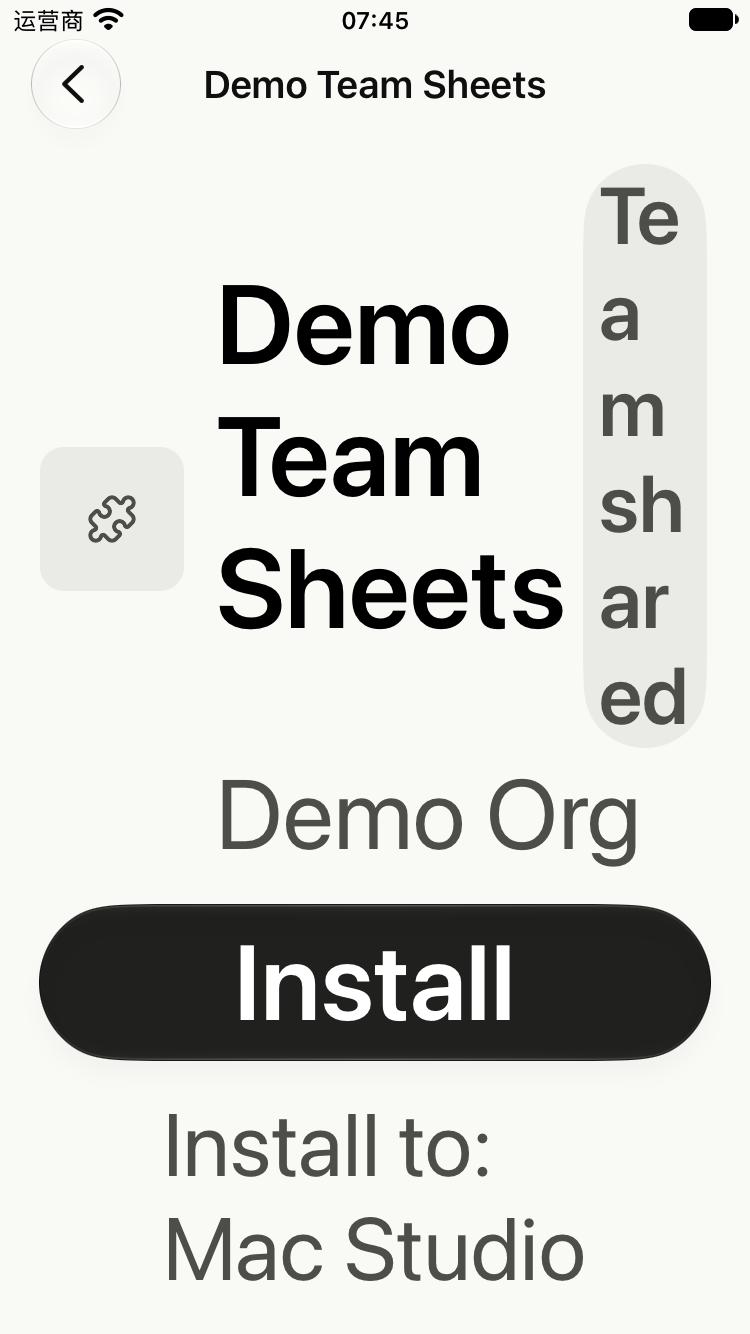 运营商
07:45
Demo Team Sheets
Demo
Team
Sheets
Te
a
m
sh
ar
ed
Demo Org
Install
Install to:
Mac Studio